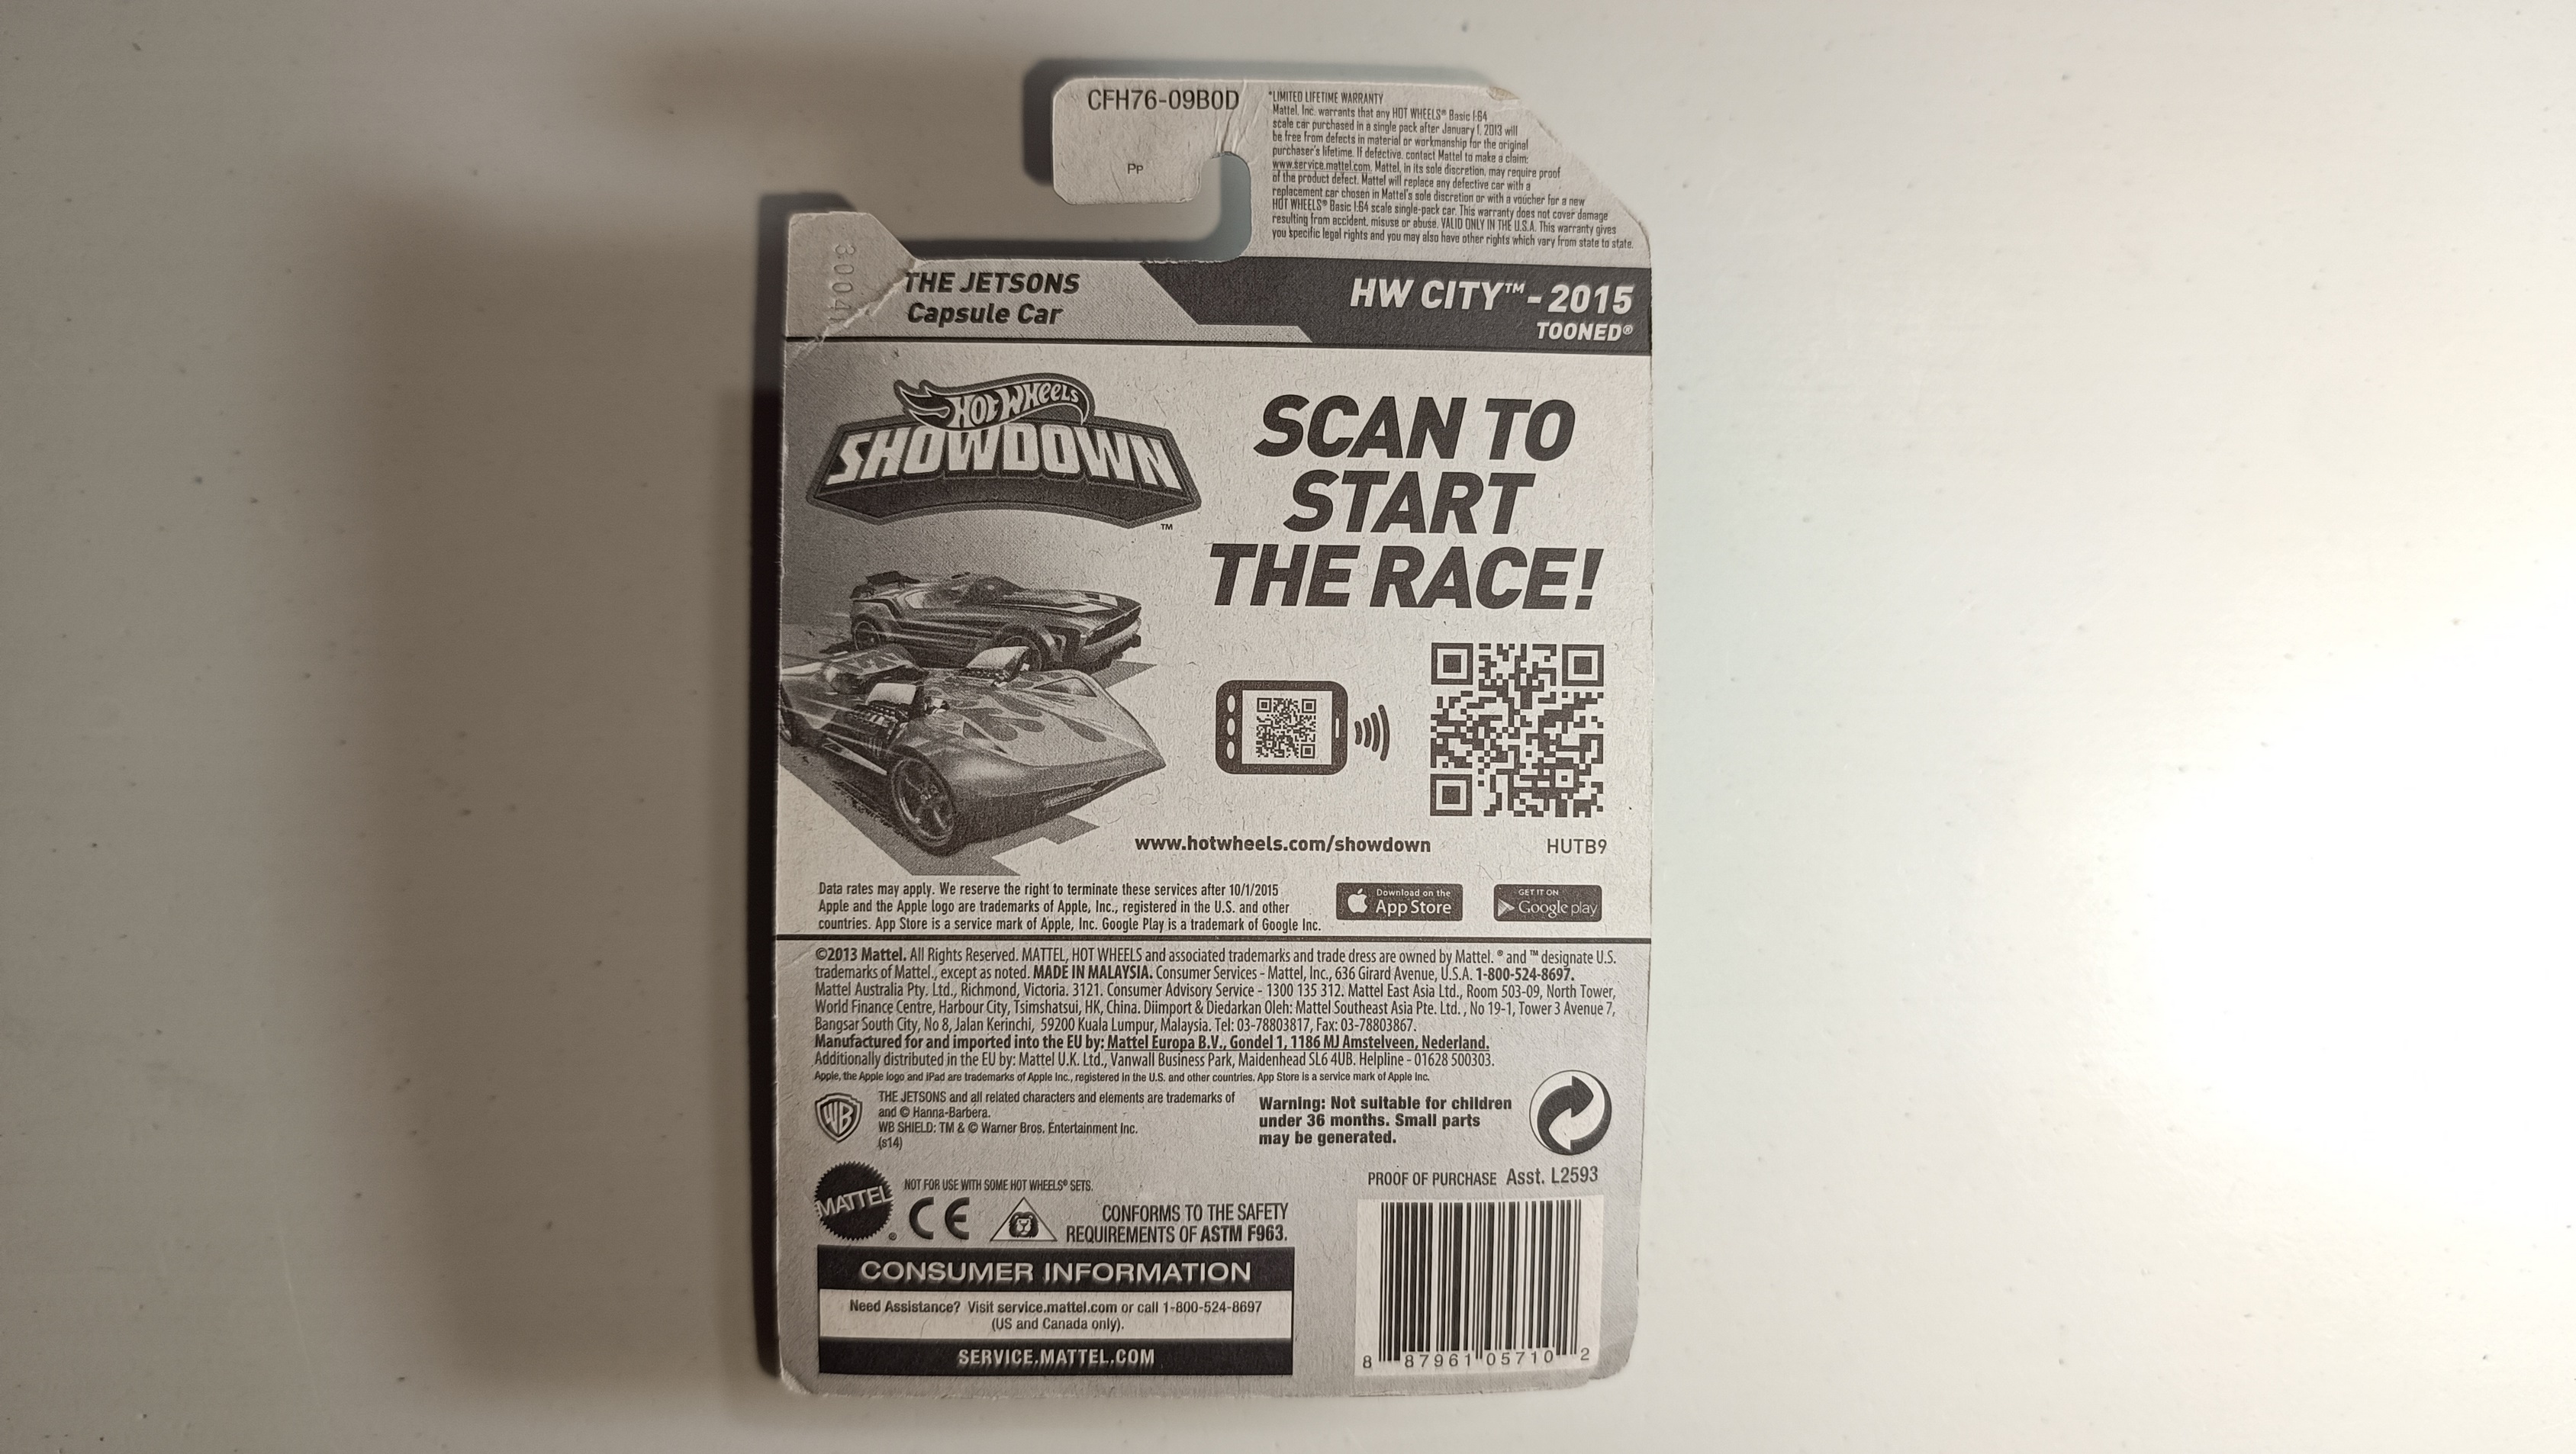 CFH76-09B0D
Pp
*LIMITED LIFETIME WARRANTY
Mattel, Inc. warrants that any HOT WHEELS® Basic 1:64
scale car purchased in a single pack after January 1, 2013 will
be free from defects in material or workmanship for the original
purchaser's lifetime. If defective, contact Mattel to make a claim:
www.service.mattel.com. Mattel, in its sole discretion, may require proof
of the product defect. Mattel will replace any defective car with a
replacement car chosen in Mattel's sole discretion or with a voucher for a new
HOT WHEELS® Basic 1:64 scale single-pack car. This warranty does not cover damage
resulting from accident, misuse or abuse. VALID ONLY IN THE U.S.A. This warranty gives
you specific legal rights and you may also have other rights which vary from state to state.
THE JETSONS
Capsule Car
HW CITY™ - 2015
TOONED®
HOT WHEELS
SHOWDOWN
™
SCAN TO
START
THE RACE!
www.hotwheels.com/showdown
HUTB9
Data rates may apply. We reserve the right to terminate these services after 10/1/2015
Apple and the Apple logo are trademarks of Apple, Inc., registered in the U.S. and other
countries. App Store is a service mark of Apple, Inc. Google Play is a trademark of Google Inc.
Download on the
App Store
GET IT ON
Google play
©2013 Mattel. All Rights Reserved. MATTEL, HOT WHEELS and associated trademarks and trade dress are owned by Mattel. ® and ™ designate U.S.
trademarks of Mattel., except as noted. MADE IN MALAYSIA. Consumer Services - Mattel, Inc., 636 Girard Avenue, U.S.A. 1-800-524-8697.
Mattel Australia Pty. Ltd., Richmond, Victoria. 3121. Consumer Advisory Service - 1300 135 312. Mattel East Asia Ltd., Room 503-09, North Tower,
World Finance Centre, Harbour City, Tsimshatsui, HK, China. Diimport & Diedarkan Oleh: Mattel Southeast Asia Pte. Ltd. , No 19-1, Tower 3 Avenue 7,
Bangsar South City, No 8, Jalan Kerinchi, 59200 Kuala Lumpur, Malaysia. Tel: 03-78803817, Fax: 03-78803867.
Manufactured for and imported into the EU by: Mattel Europa B.V., Gondel 1, 1186 MJ Amstelveen, Nederland.
Additionally distributed in the EU by: Mattel U.K. Ltd., Vanwall Business Park, Maidenhead SL6 4UB. Helpline - 01628 500303.
Apple, the Apple logo and iPad are trademarks of Apple Inc., registered in the U.S. and other countries. App Store is a service mark of Apple Inc.
WB
THE JETSONS and all related characters and elements are trademarks of
and © Hanna-Barbera.
WB SHIELD: TM & © Warner Bros. Entertainment Inc.
(s14)
Warning: Not suitable for children
under 36 months. Small parts
may be generated.
PROOF OF PURCHASE Asst. L2593
MATTEL
®
NOT FOR USE WITH SOME HOT WHEELS® SETS.
CE
CONFORMS TO THE SAFETY
REQUIREMENTS OF ASTM F963.
CONSUMER INFORMATION
Need Assistance? Visit service.mattel.com or call 1-800-524-8697
(US and Canada only).
SERVICE.MATTEL.COM
8 87961 05710 2